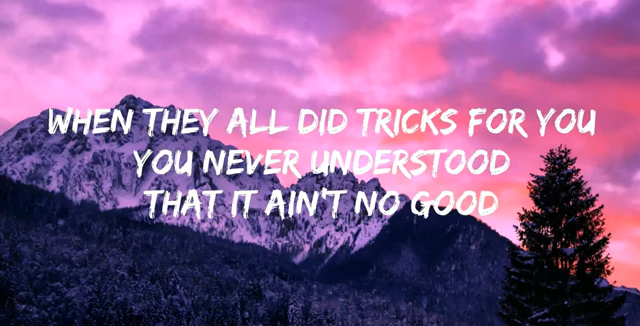 WHEN THEY ALL DID TRICKS FOR YOU
YOU NEVER UNDERSTOOD
THAT IT AIN'T NO GOOD